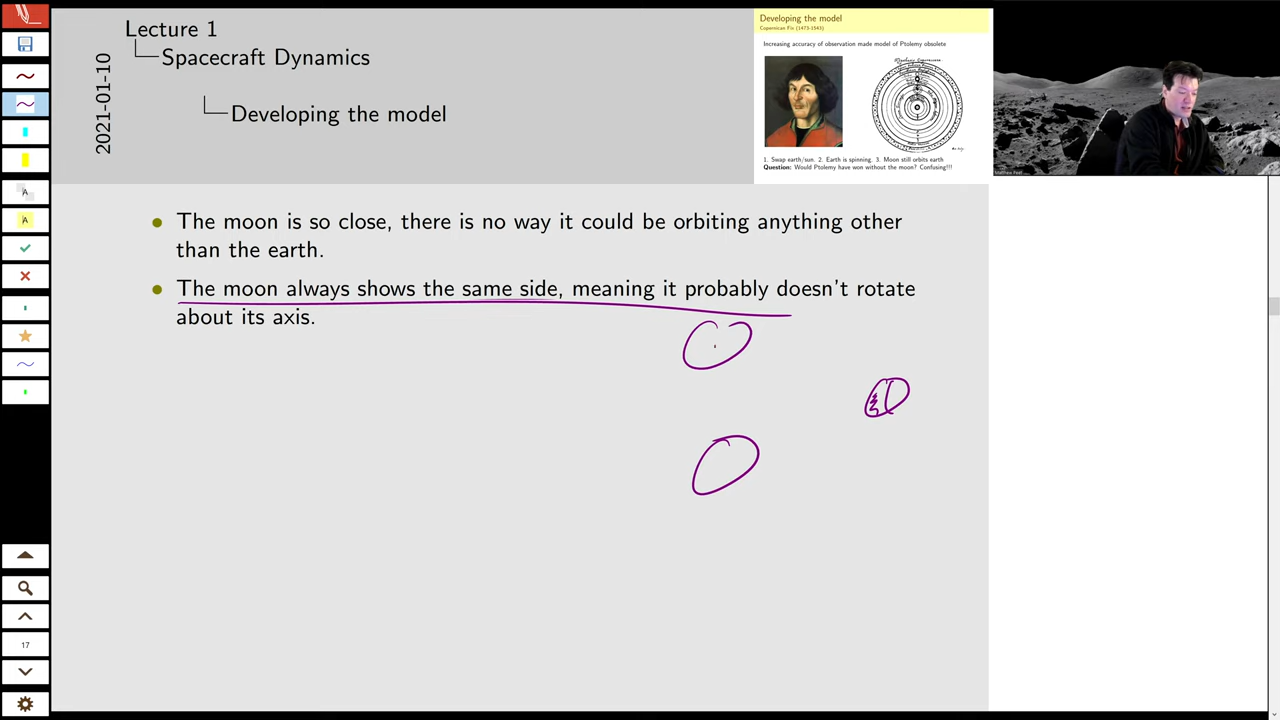 Lecture 1
Spacecraft Dynamics
Developing the model
2021-01-10
Developing the model
Copernican Fix (1473-1543)
Increasing accuracy of observation made model of Ptolemy obsolete
1. Swap earth/sun. 2. Earth is spinning. 3. Moon still orbits earth
Question: Would Ptolemy have won without the moon? Confusing!!!
• The moon is so close, there is no way it could be orbiting anything other
than the earth.
• The moon always shows the same side, meaning it probably doesn't rotate
about its axis.
A
A
17